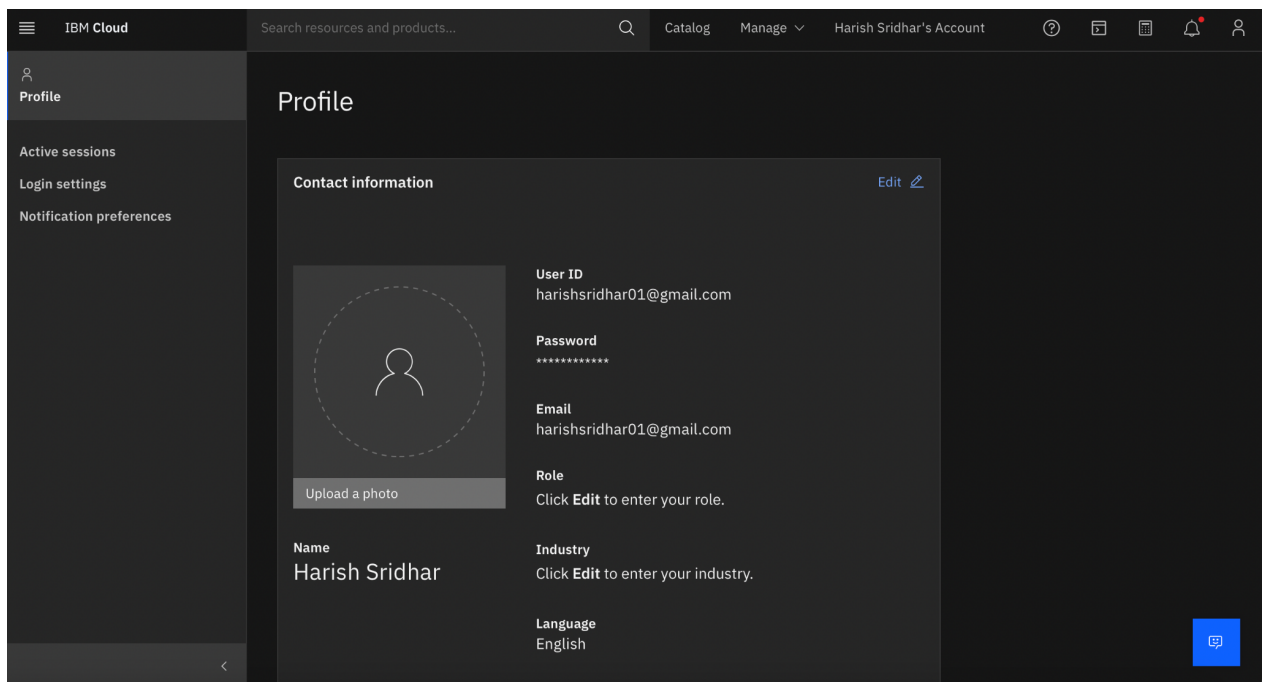 IBM Cloud
Search resources and products...
Catalog
Manage
Harish Sridhar's Account
Profile
Active sessions
Login settings
Notification preferences
Profile
Contact information
Edit
Upload a photo
Name
Harish Sridhar
User ID
harishsridhar01@gmail.com
Password
************
Email
harishsridhar01@gmail.com
Role
Click Edit to enter your role.
Industry
Click Edit to enter your industry.
Language
English